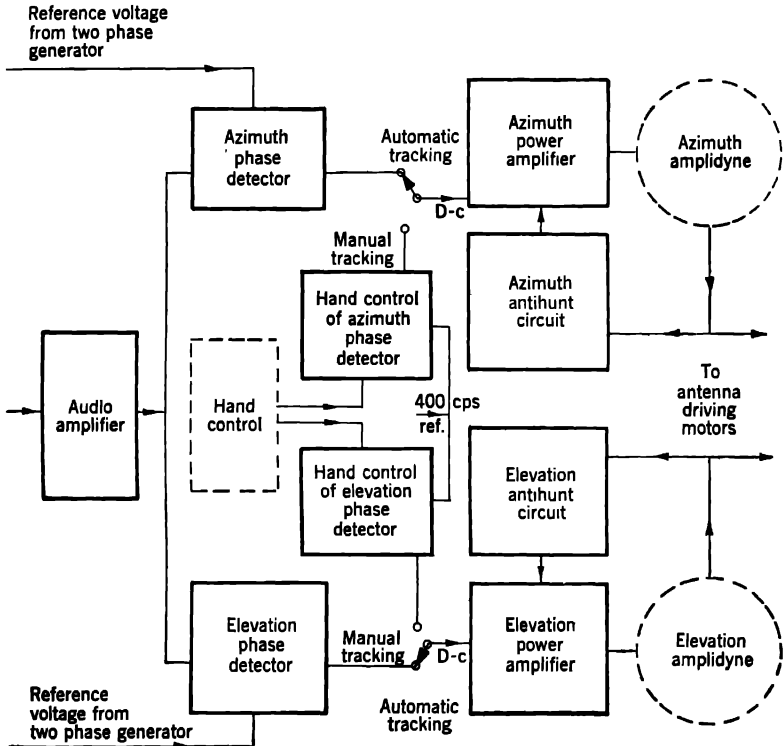 Reference voltage
from two phase
generator
Azimuth
phase
detector
Automatic
tracking
D-c
Azimuth
power
amplifier
Azimuth
amplidyne
Manual
tracking
Hand control
of azimuth
phase
detector
Azimuth
antihunt
circuit
Audio
amplifier
Hand
control
400 cps
ref.
To
antenna
driving
motors
Hand control
of elevation
phase
detector
Elevation
antihunt
circuit
Elevation
phase
detector
Manual
tracking
D-c
Automatic
tracking
Elevation
power
amplifier
Elevation
amplidyne
Reference
voltage from
two phase generator